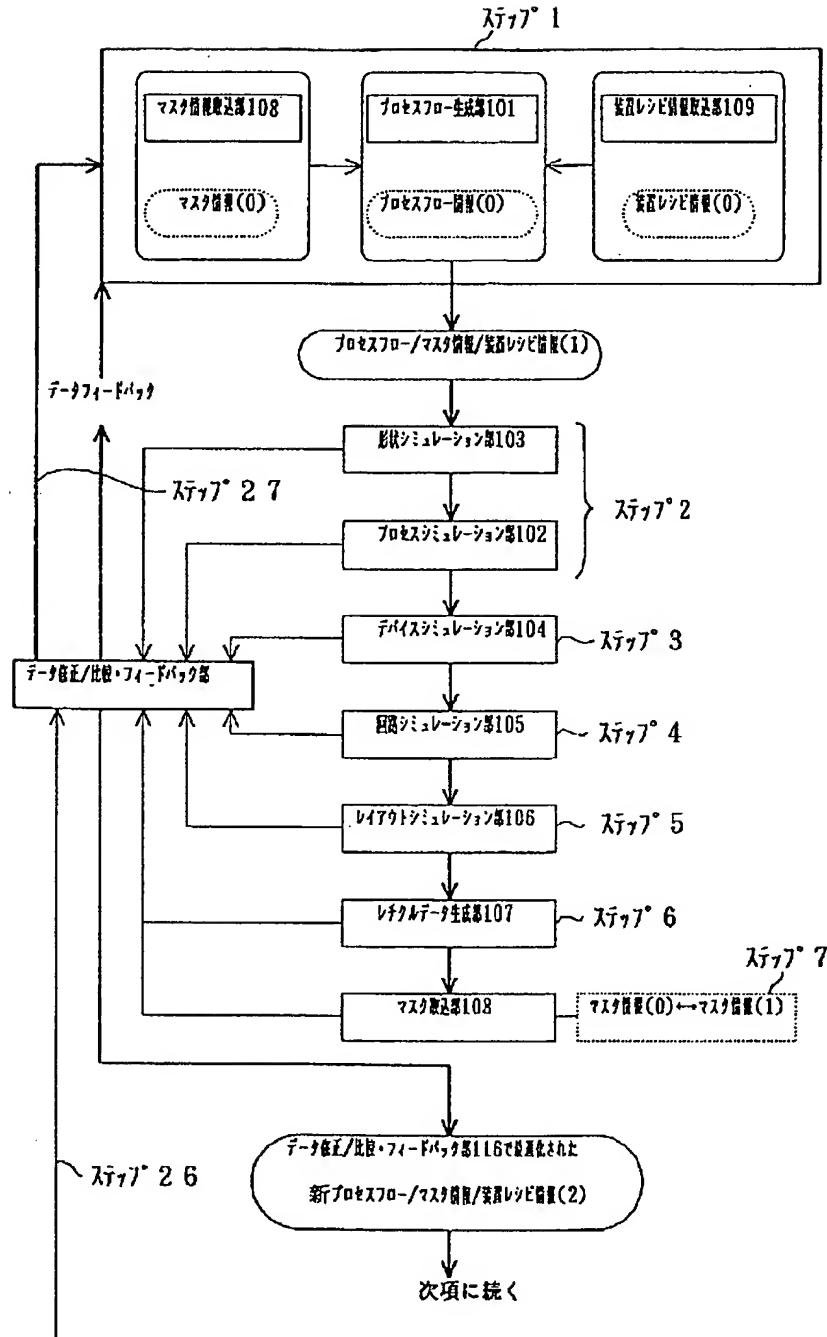 ステップ 1
マスク情報取込部108
プロセスフロー生成部101
装置レシピ情報取込部109
マスク情報(0)
プロセスフロー情報(0)
装置レシピ情報(0)
プロセスフロー/マスク情報/装置レシピ情報(1)
データフィードバック
形状シミュレーション部103
ステップ 27
ステップ 2
プロセスシミュレーション部102
デバイスシミュレーション部104
ステップ 3
データ修正/比較・フィードバック部
回路シミュレーション部105
ステップ 4
レイアウトシミュレーション部106
ステップ 5
レチクルデータ生成部107
ステップ 6
ステップ 7
マスク取込部108
マスク情報(0)↔マスク情報(1)
データ修正/比較・フィードバック部116で最適化された
新プロセスフロー/マスク情報/装置レシピ情報(2)
ステップ 26
次項に続く